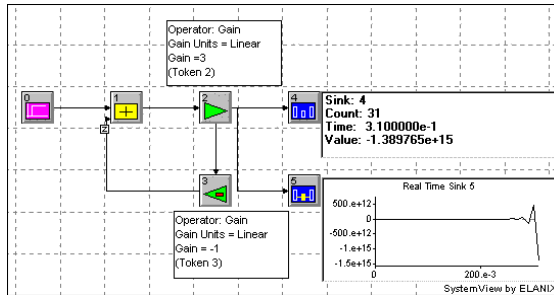 Operator: Gain
Gain Units = Linear
Gain =3
(Token 2)
0
1
2
4
Sink: 4
Count: 31
Time: 3.100000e-1
Value: -1.389765e+15
Z
3
5
Real Time Sink 5
500.e+12
0
-500.e+12
-1.e+15
-1.5e+15
0
200.e-3
Operator: Gain
Gain Units = Linear
Gain = -1
(Token 3)
SystemView by ELANIX